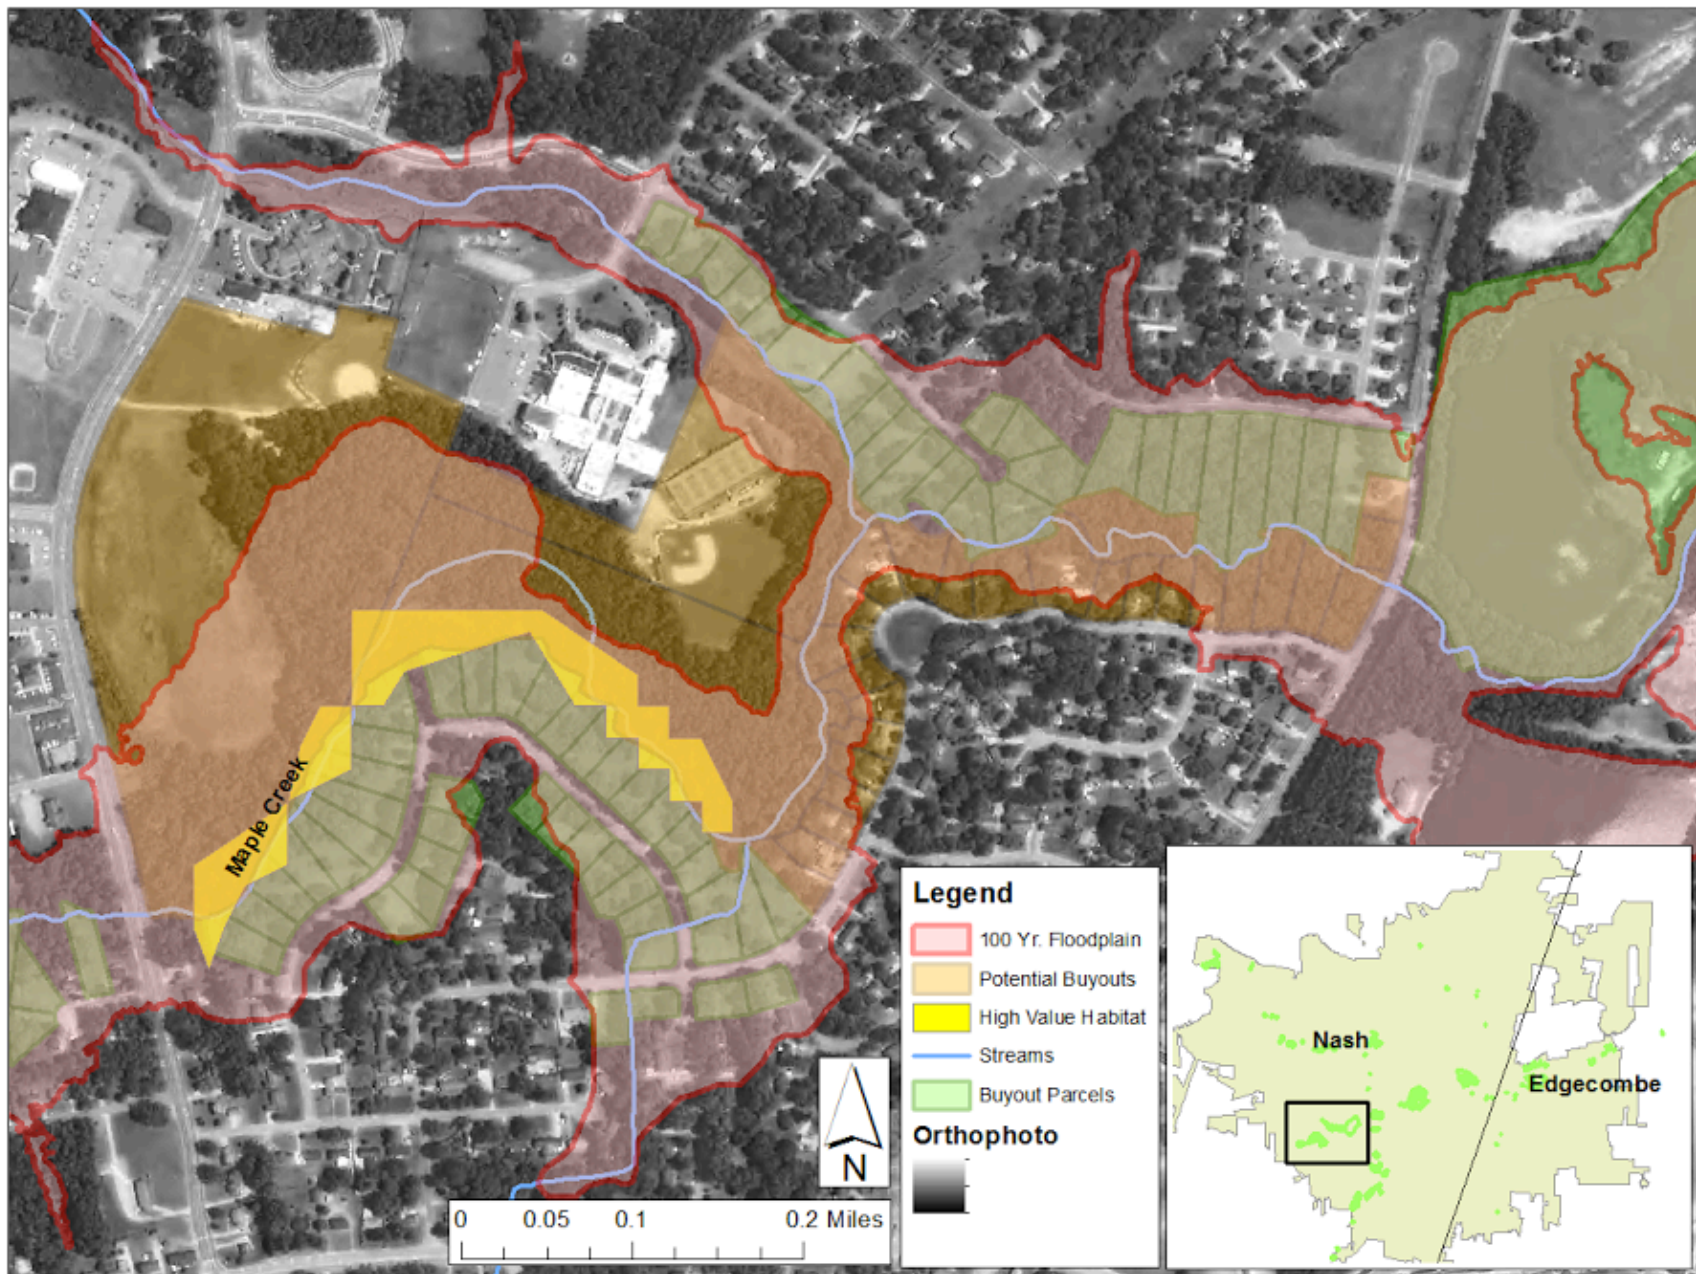 Maple Creek
Legend
100 Yr. Floodplain
Potential Buyouts
High Value Habitat
Streams
Buyout Parcels
Orthophoto
N
0 0.05 0.1 0.2 Miles
Nash
Edgecombe